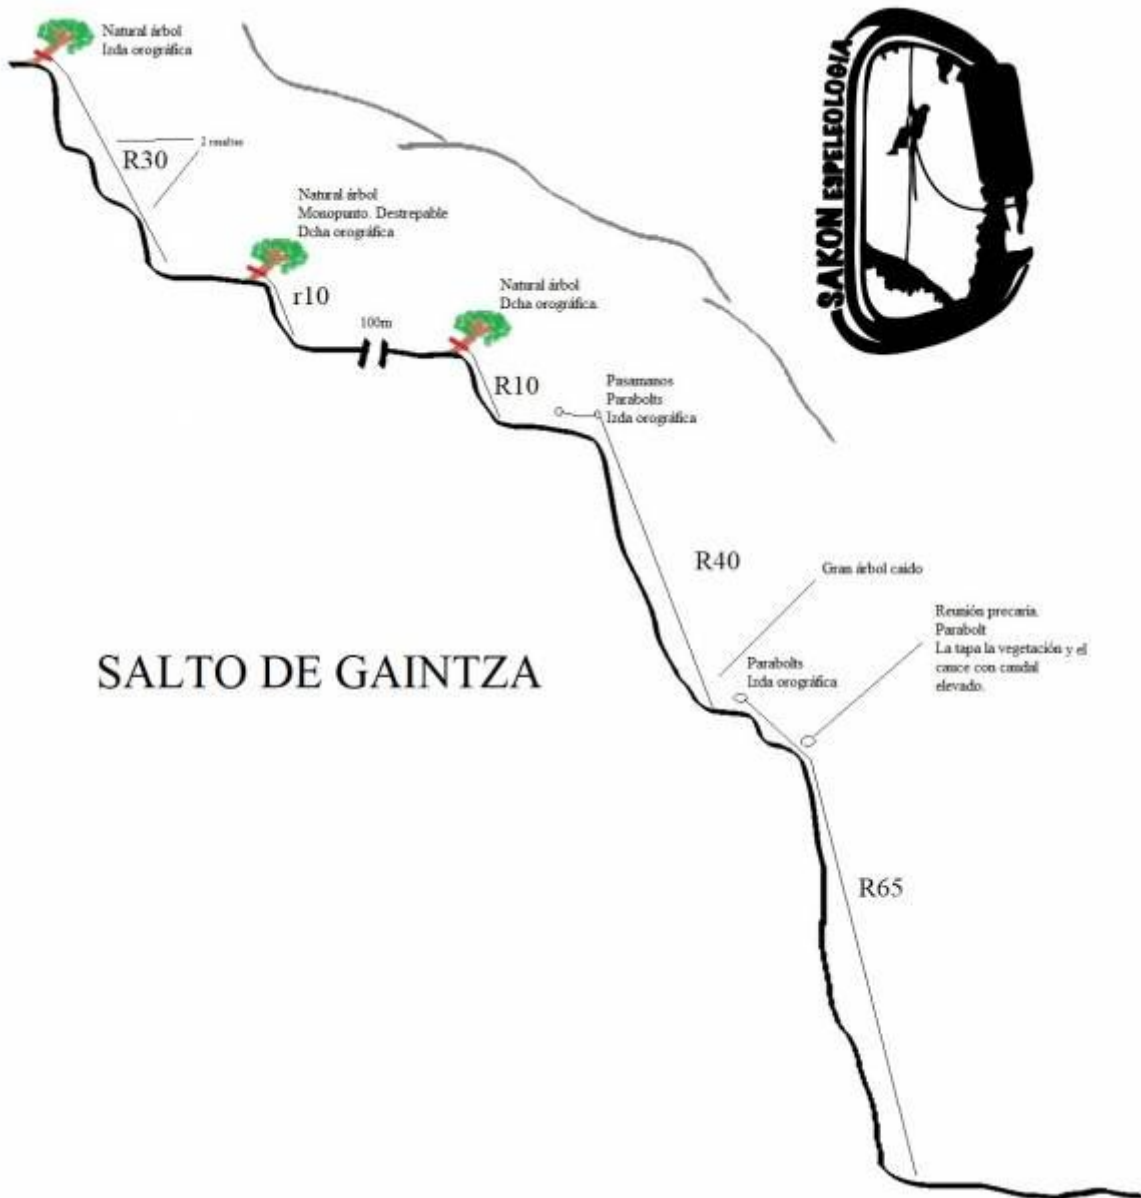 Natural árbol
Izda orográfica
R30
2 resaltes
Natural árbol
Monopunto. Destrepable
Dcha orográfica
r10
100m
Natural árbol
Dcha orográfica
R10
Pasamanos
Parabolts
Izda orográfica
SAKON ESPELEOLOGIA
R40
Gran árbol caido
Parabolts
Izda orográfica
Reunión precaria.
Parabolt
La tapa la vegetación y el
cauce con caudal
elevado.
SALTO DE GAINTZA
R65